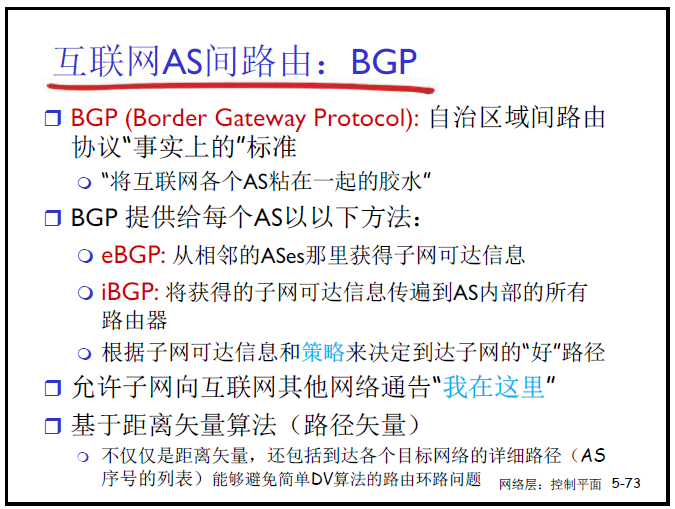 互联网AS间路由：BGP
BGP (Border Gateway Protocol): 自治区域间路由
协议“事实上的”标准
“将互联网各个AS粘在一起的胶水”
BGP 提供给每个AS以以下方法：
eBGP: 从相邻的ASes那里获得子网可达信息
iBGP: 将获得的子网可达信息传遍到AS内部的所有
路由器
根据子网可达信息和策略来决定到达子网的“好”路径
允许子网向互联网其他网络通告“我在这里”
基于距离矢量算法（路径矢量）
不仅仅是距离矢量，还包括到达各个目标网络的详细路径（AS
序号的列表）能够避免简单DV算法的路由环路问题
网络层：控制平面 5-73